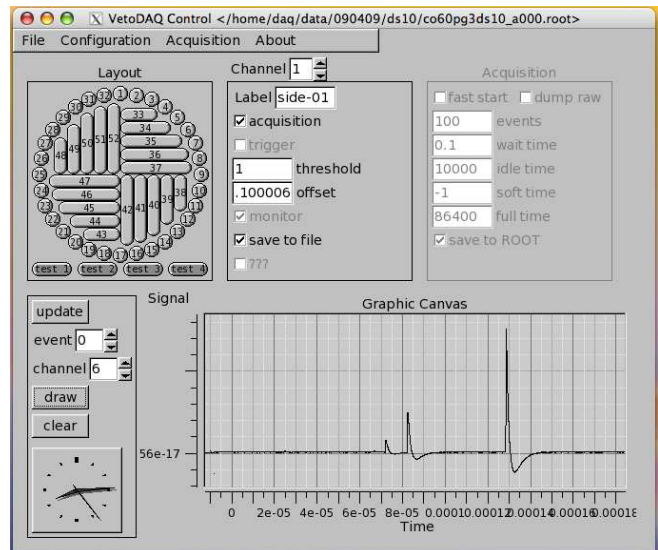 VetoDAQ Control </home/daq/data/090409/ds10/co60pg3ds10_a000.root>
File Configuration Acquisition About
Layout
31 32 1 2
30 3
29 4
28 5
27 6
26 7
25 8
24 9
23 10
22 11
21 12
20 13
19 18 17 16 15 14
48 49 50 51 52
33
34
35
36
37
47
46
45
44
43
42 41 40 39 38
test 1 test 2 test 3 test 4
Channel 1
Label side-01
acquisition
trigger
1 threshold
.100006 offset
monitor
save to file
???
Acquisition
fast start dump raw
100 events
0.1 wait time
10000 idle time
-1 soft time
86400 full time
save to ROOT
update
event 0
channel 6
draw
clear
Signal
Graphic Canvas
56e-17
0 2e-05 4e-05 6e-05 8e-05 0.00010 0.00012 0.00014 0.00016 0.00018
Time